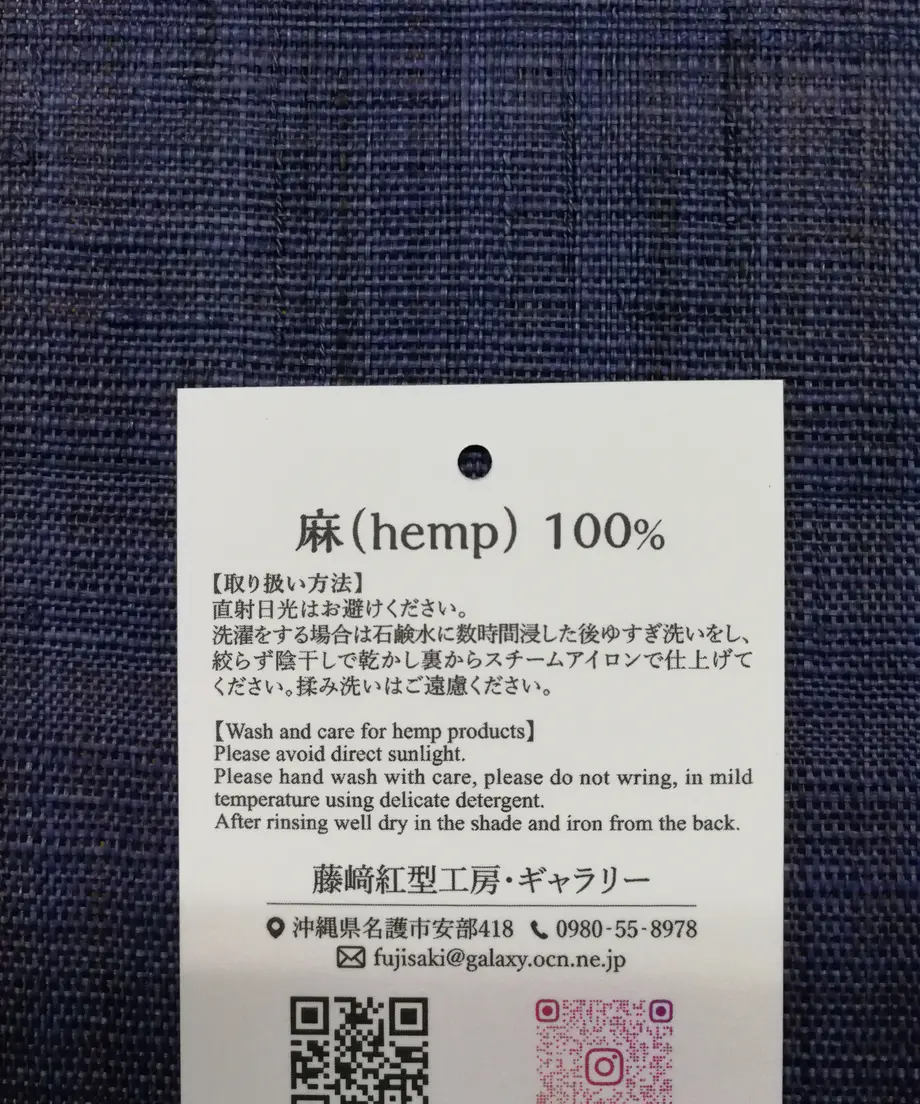 麻(hemp) 100%
【取り扱い方法】
直射日光はお避けください。
洗濯をする場合は石鹸水に数時間浸した後ゆすぎ洗いをし、
絞らず陰干しで乾かし裏からスチームアイロンで仕上げて
ください。揉み洗いはご遠慮ください。
【Wash and care for hemp products】
Please avoid direct sunlight.
Please hand wash with care, please do not wring, in mild
temperature using delicate detergent.
After rinsing well dry in the shade and iron from the back.
藤﨑紅型工房・ギャラリー
沖縄県名護市安部418 0980-55-8978
fujisaki@galaxy.ocn.ne.jp